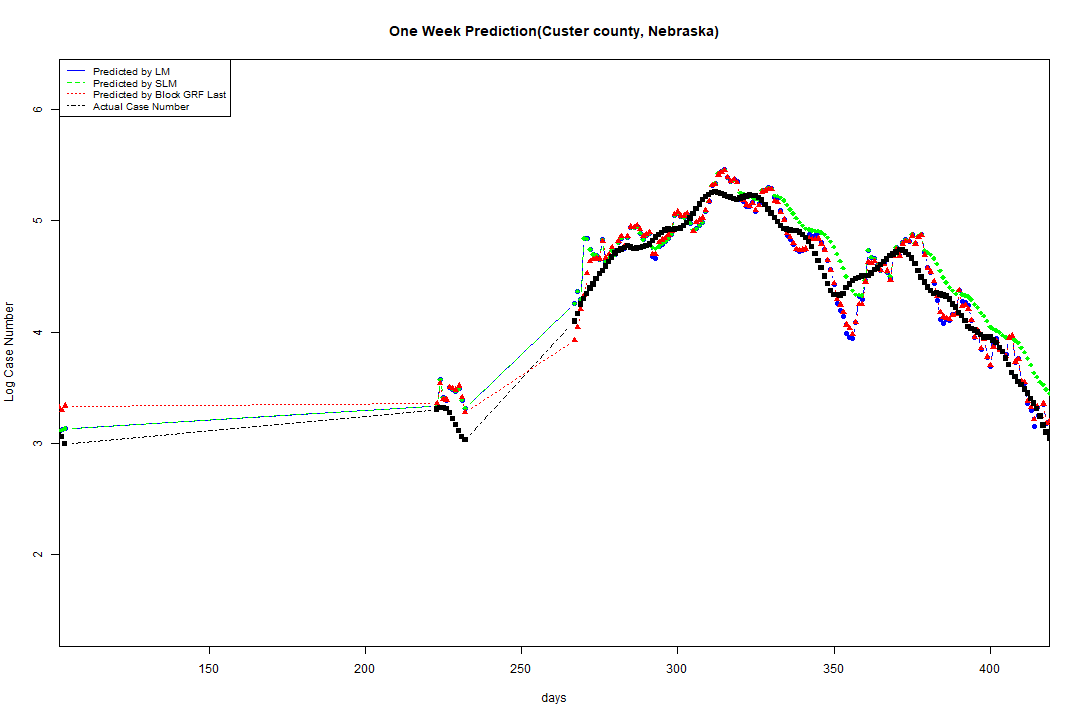 One Week Prediction(Custer county, Nebraska)
Predicted by LM
Predicted by SLM
Predicted by Block GRF Last
Actual Case Number
Log Case Number
6
5
4
3
2
150 200 250 300 350 400
days